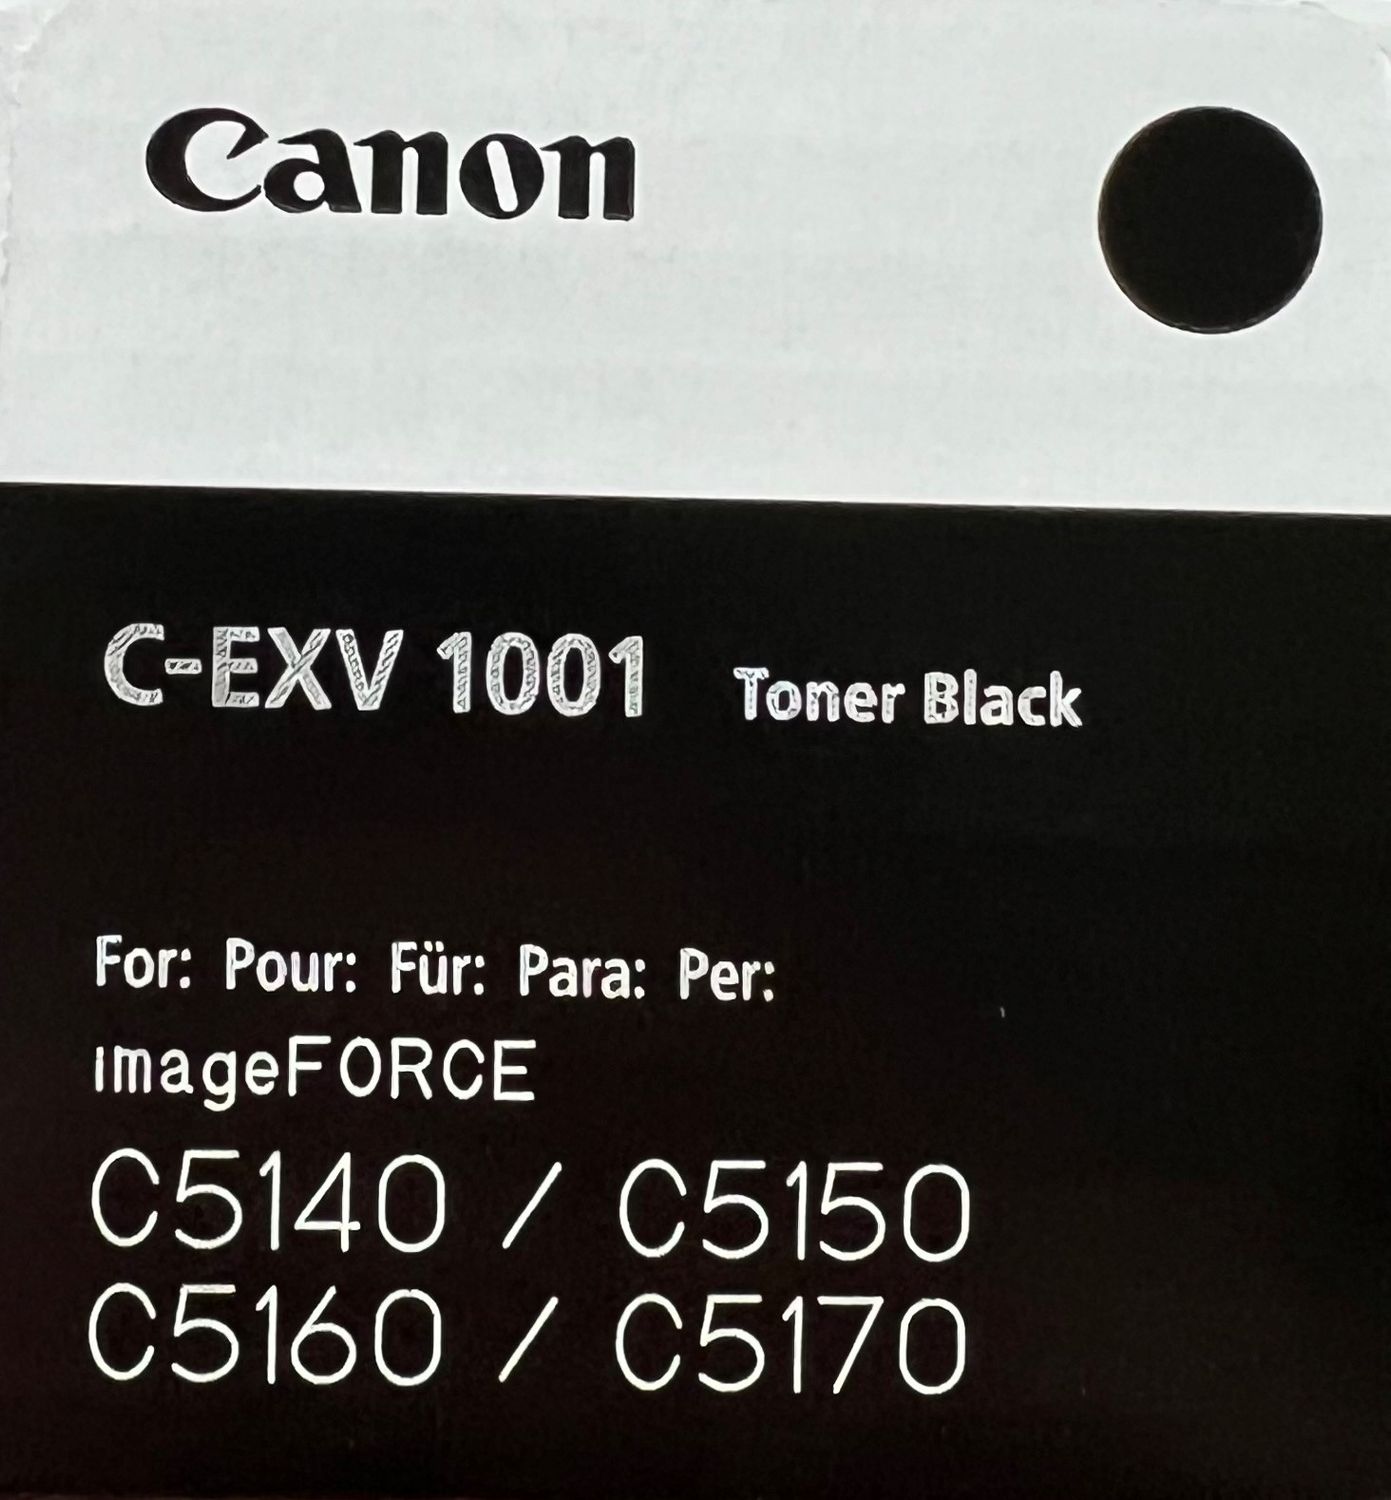 Canon
C-EXV 1001 Toner Black
For: Pour: Für: Para: Per:
imageFORCE
C5140 / C5150
C5160 / C5170